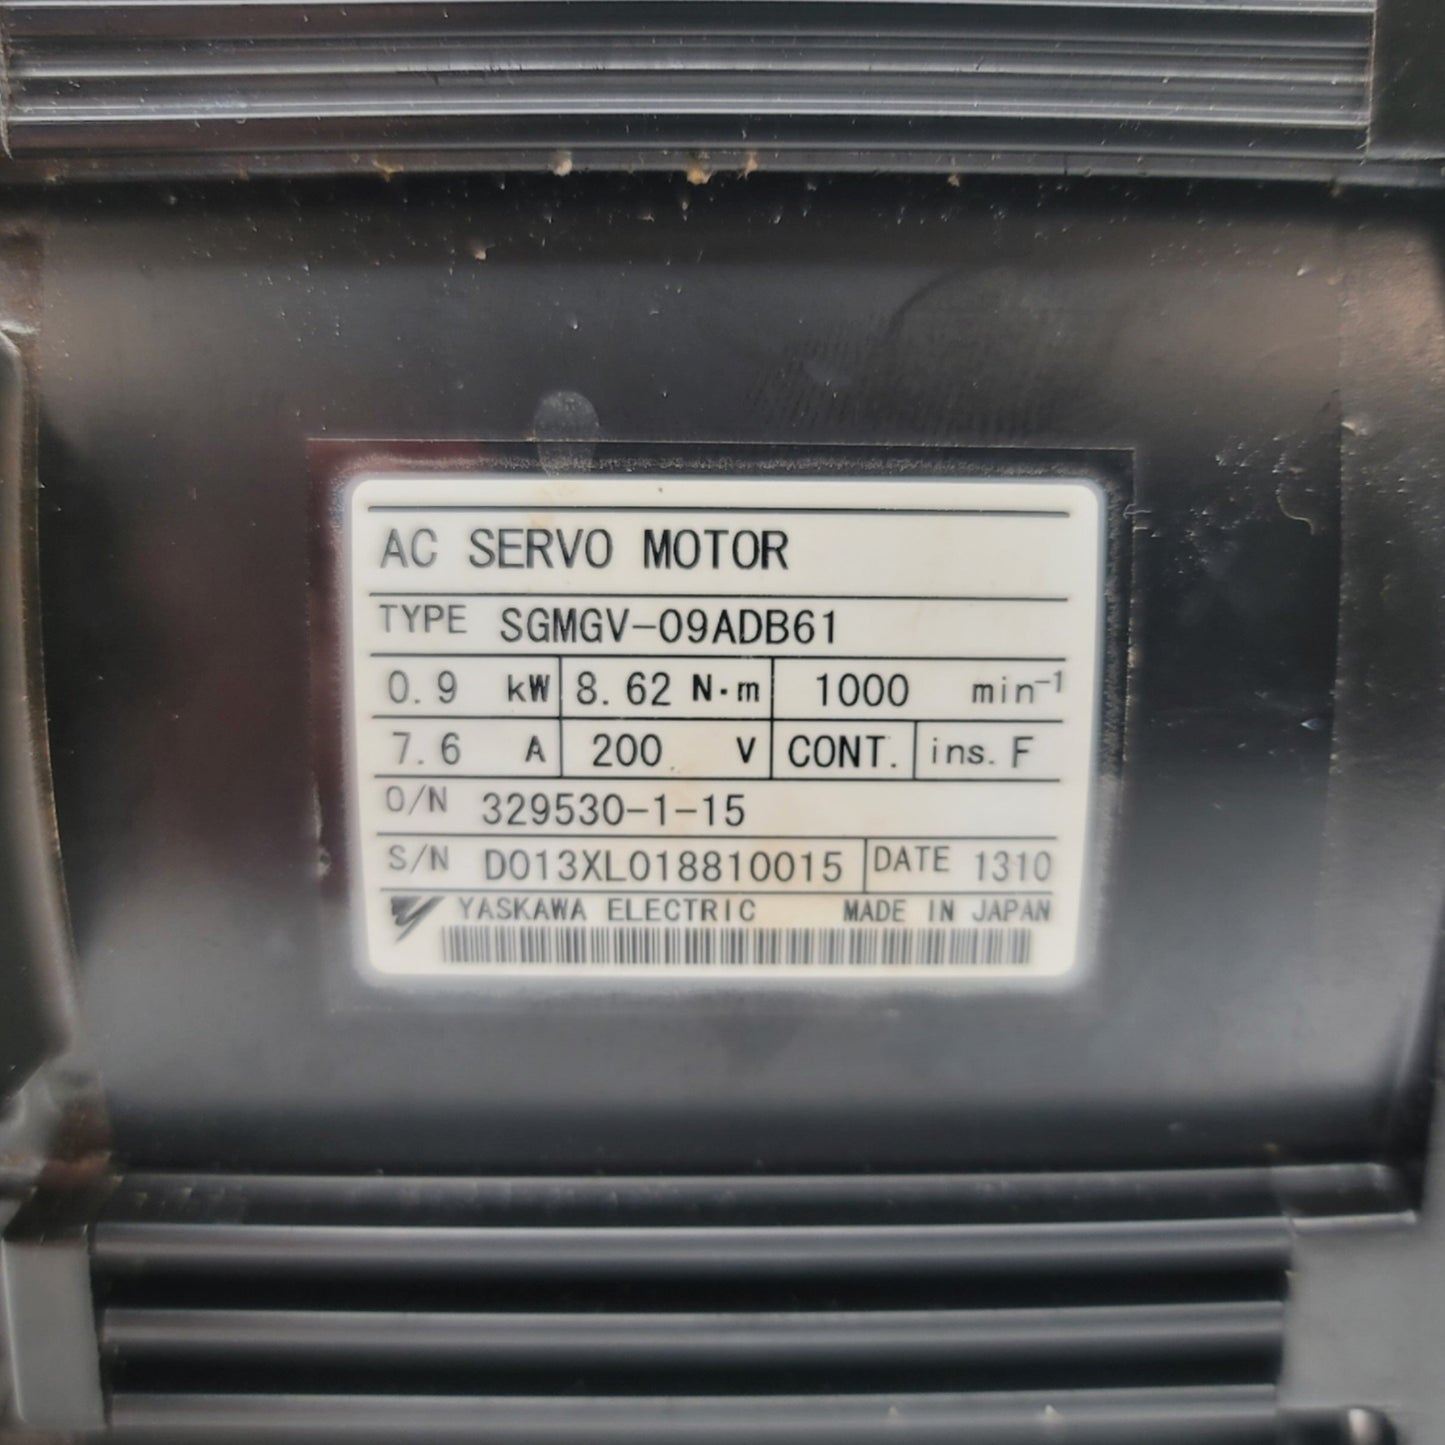 AC SERVO MOTOR
TYPE SGMGV-09ADB61
0.9 kW 8.62 N·m 1000 min⁻¹
7.6 A 200 V CONT. ins. F
O/N 329530-1-15
S/N D013XL018810015 DATE 1310
YASKAWA ELECTRIC MADE IN JAPAN